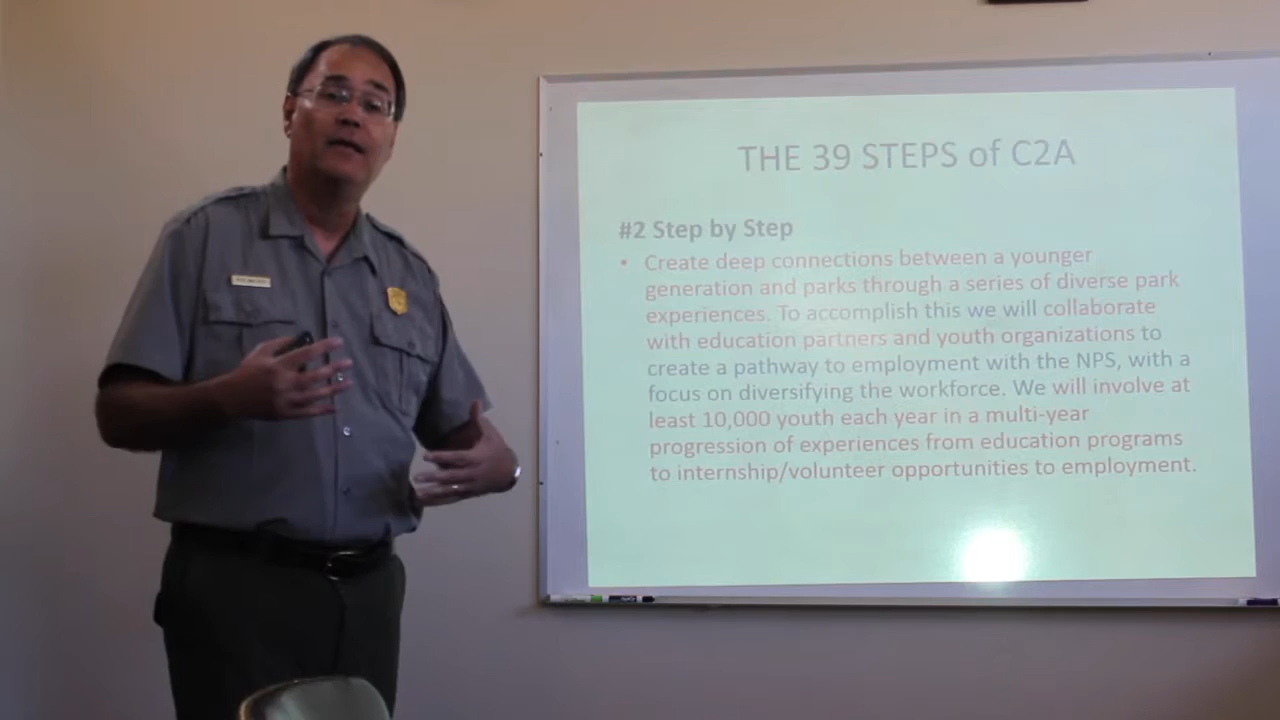 THE 39 STEPS of C2A
#2 Step by Step
• Create deep connections between a younger
generation and parks through a series of diverse park
experiences. To accomplish this we will collaborate
with education partners and youth organizations to
create a pathway to employment with the NPS, with a
focus on diversifying the workforce. We will involve at
least 10,000 youth each year in a multi-year
progression of experiences from education programs
to internship/volunteer opportunities to employment.